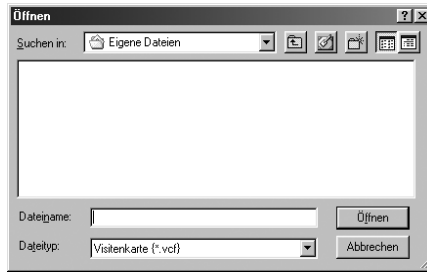 Öffnen
Suchen in: Eigene Dateien
Dateiname:
Öffnen
Dateityp: Visitenkarte (*.vcf)
Abbrechen